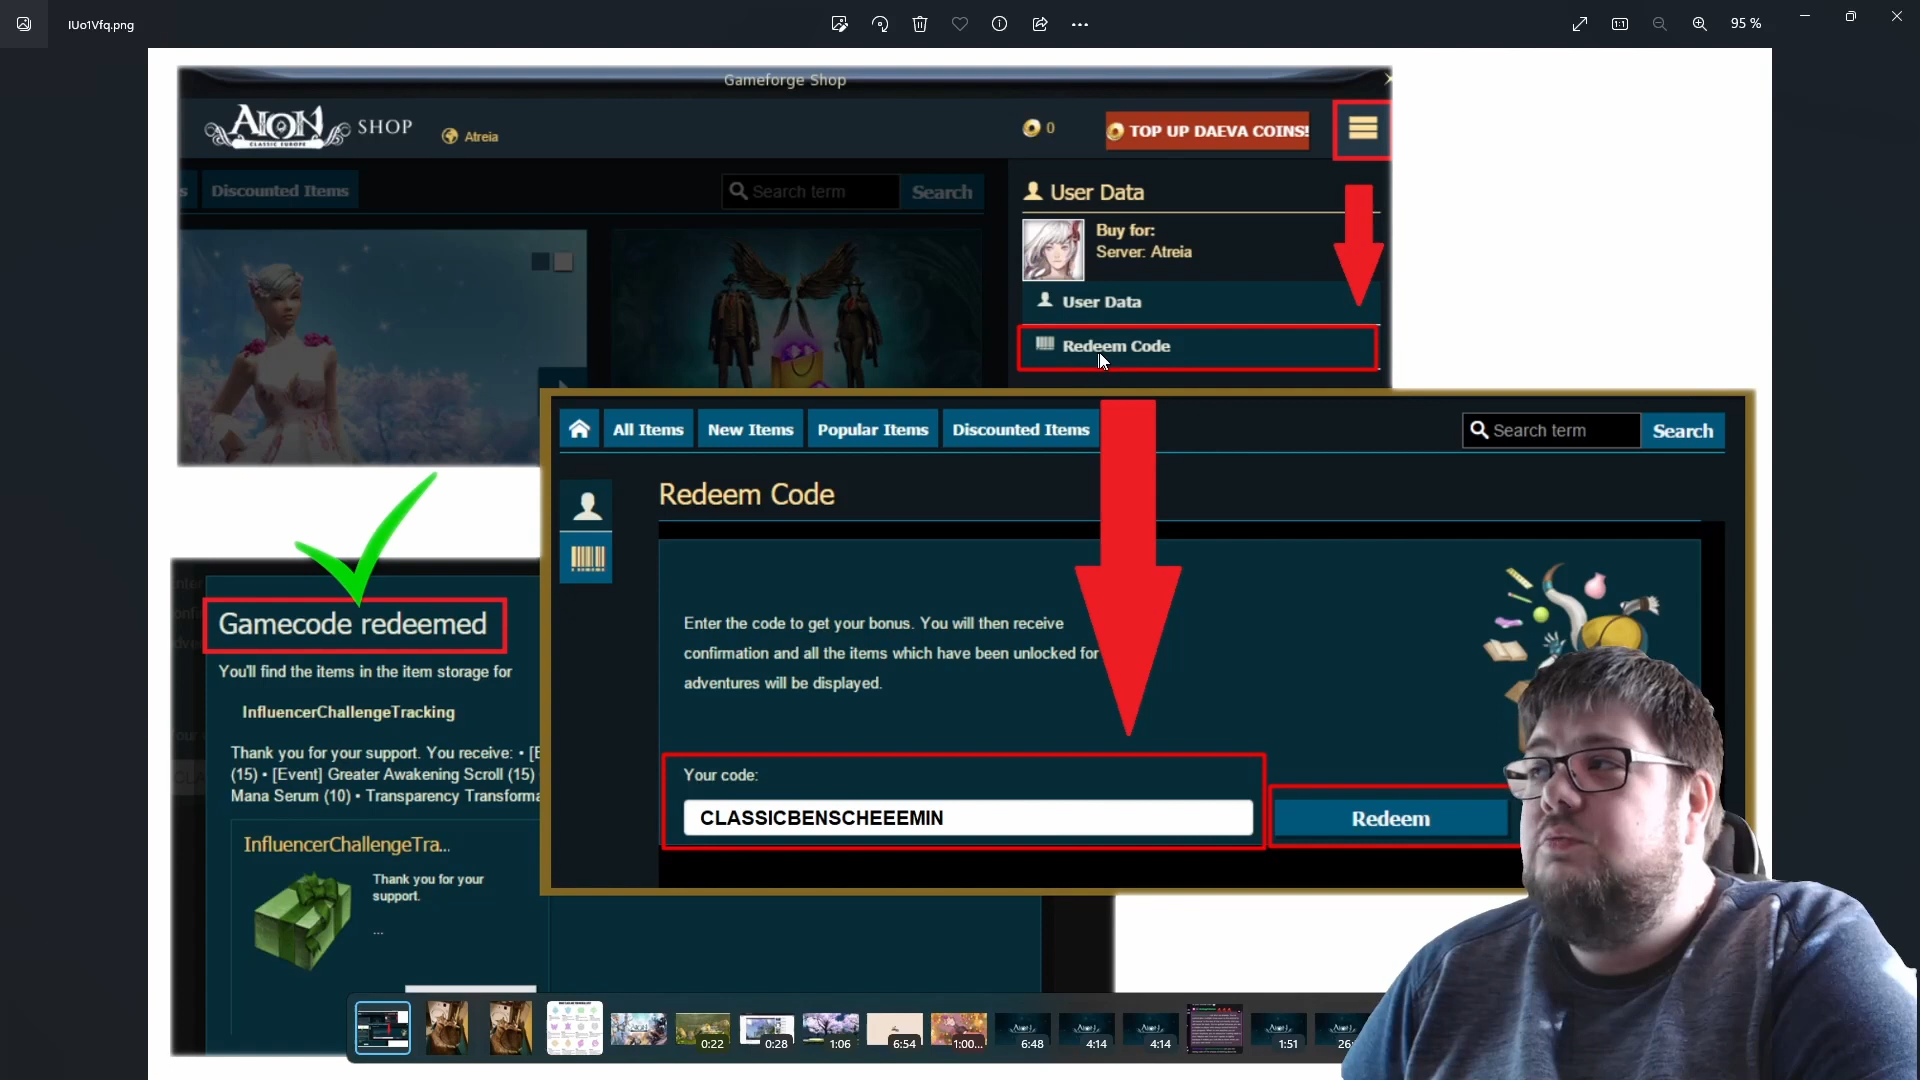 IUo1Vfq.png
95 %
Gameforge Shop
AION
CLASSIC EUROPE
SHOP
Atreia
0
TOP UP DAEVA COINS!
s
Discounted Items
Search term
Search
User Data
Buy for:
Server: Atreia
User Data
Redeem Code
All Items
New Items
Popular Items
Discounted Items
Search term
Search
Redeem Code
Enter the code to get your bonus. You will then receive
confirmation and all the items which have been unlocked for
adventures will be displayed.
Your code:
CLASSICBENSCHEEEMIN
Redeem
Gamecode redeemed
You'll find the items in the item storage for
InfluencerChallengeTracking
Thank you for your support. You receive: • [E
(15) • [Event] Greater Awakening Scroll (15)
Mana Serum (10) • Transparency Transforma
InfluencerChallengeTra...
Thank you for your
support.
...
0:22
0:28
1:06
6:54
1:00...
6:48
4:14
4:14
1:51
26: